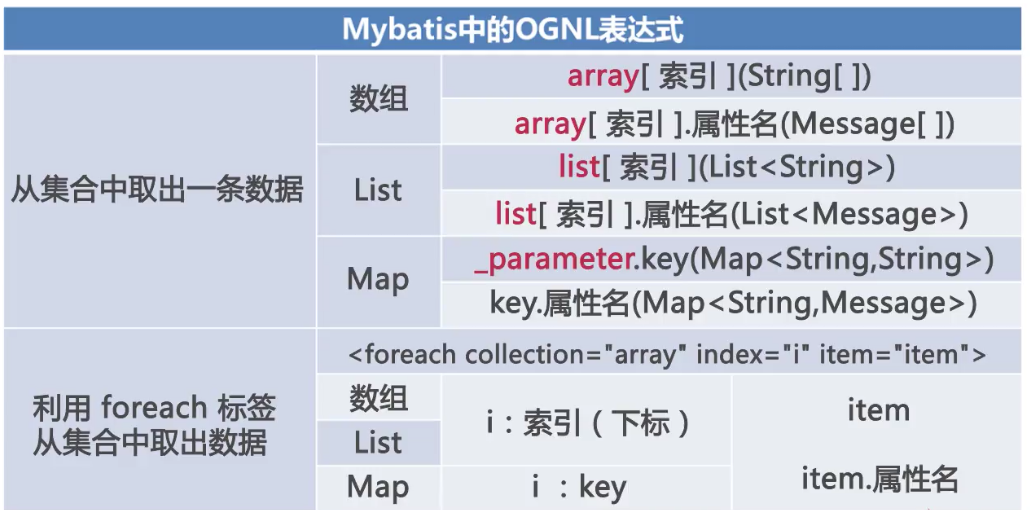 Mybatis中的OGNL表达式
从集合中取出一条数据
数组
array[ 索引 ](String[ ])
array[ 索引 ].属性名(Message[ ])
List
list[ 索引 ](List<String>)
list[ 索引 ].属性名(List<Message>)
Map
_parameter.key(Map<String,String>)
key.属性名(Map<String,Message>)
利用 foreach 标签
从集合中取出数据
<foreach collection="array" index="i" item="item">
数组
List
i：索引（下标）
Map
i ：key
item
item.属性名